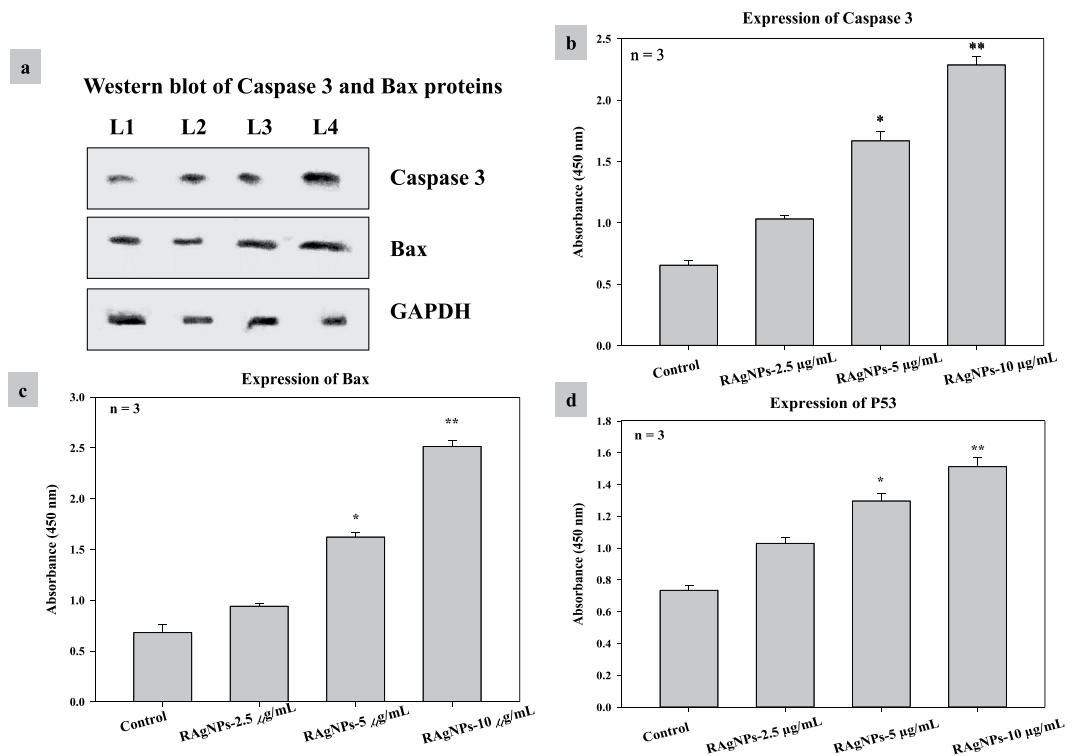 a
Western blot of Caspase 3 and Bax proteins
L1 L2 L3 L4
Caspase 3
Bax
GAPDH
b
Expression of Caspase 3
n = 3
Absorbance (450 nm)
2.5
2.0
1.5
1.0
0.5
0.0
*
**
Control
RAgNPs-2.5 µg/mL
RAgNPs-5 µg/mL
RAgNPs-10 µg/mL
c
Expression of Bax
n = 3
Absorbance (450 nm)
3.0
2.5
2.0
1.5
1.0
0.5
0.0
*
**
Control
RAgNPs-2.5 µg/mL
RAgNPs-5 µg/mL
RAgNPs-10 µg/mL
d
Expression of P53
n = 3
Absorbance (450 nm)
1.8
1.6
1.4
1.2
1.0
0.8
0.6
0.4
0.2
0.0
*
**
Control
RAgNPs-2.5 µg/mL
RAgNPs-5 µg/mL
RAgNPs-10 µg/mL